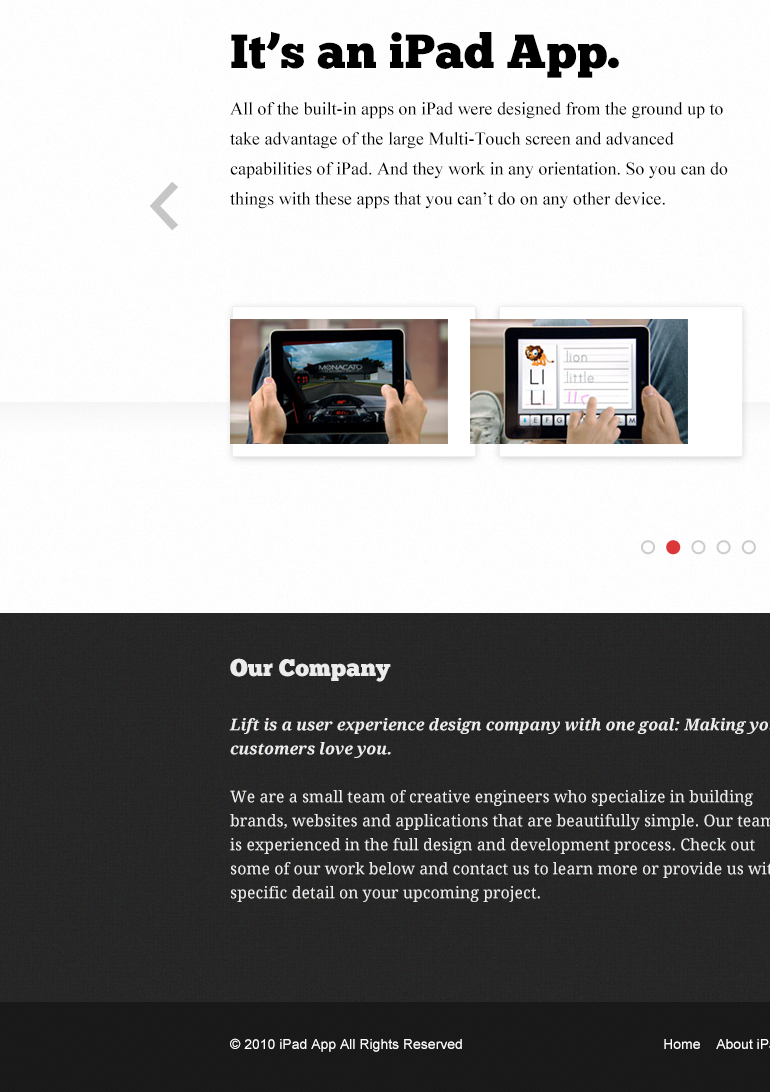 It’s an iPad App.
All of the built-in apps on iPad were designed from the ground up to
take advantage of the large Multi-Touch screen and advanced
capabilities of iPad. And they work in any orientation. So you can do
things with these apps that you can’t do on any other device.
MONACATO
lion
Ll
little
Ll
E F G L M
Our Company
Lift is a user experience design company with one goal: Making yo
customers love you.
We are a small team of creative engineers who specialize in building
brands, websites and applications that are beautifully simple. Our team
is experienced in the full design and development process. Check out
some of our work below and contact us to learn more or provide us wit
specific detail on your upcoming project.
© 2010 iPad App All Rights Reserved
Home About iPa